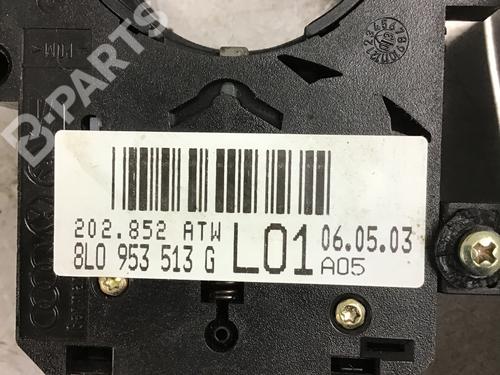 B-PARTS
202.852 ATW
8L0 953 513 G
L01
06.05.03
A05